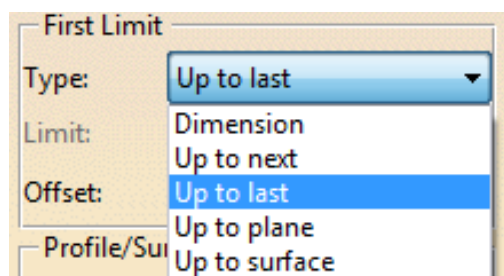 First Limit
Type: Up to last
Limit: Dimension
Up to next
Offset: Up to last
Up to plane
Profile/Su
Up to surface